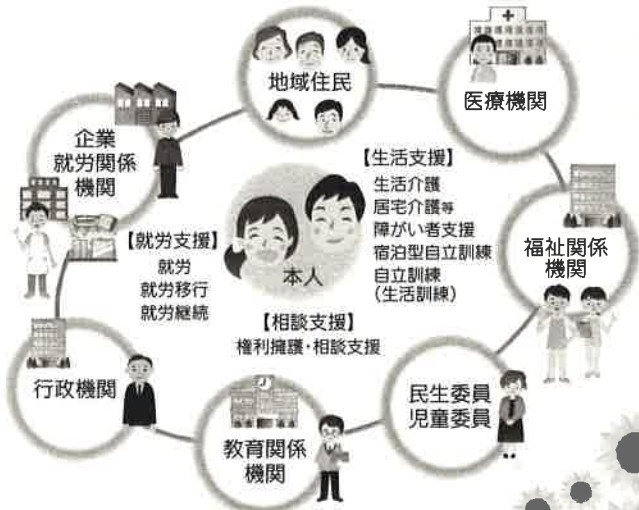 地域住民
医療機関
企業
就労関係
機関
【生活支援】
生活介護
居宅介護等
障がい者支援
宿泊型自立訓練
自立訓練
(生活訓練)
福祉関係
機関
【就労支援】
就労
就労移行
就労継続
本人
【相談支援】
権利擁護・相談支援
行政機関
民生委員
児童委員
教育関係
機関